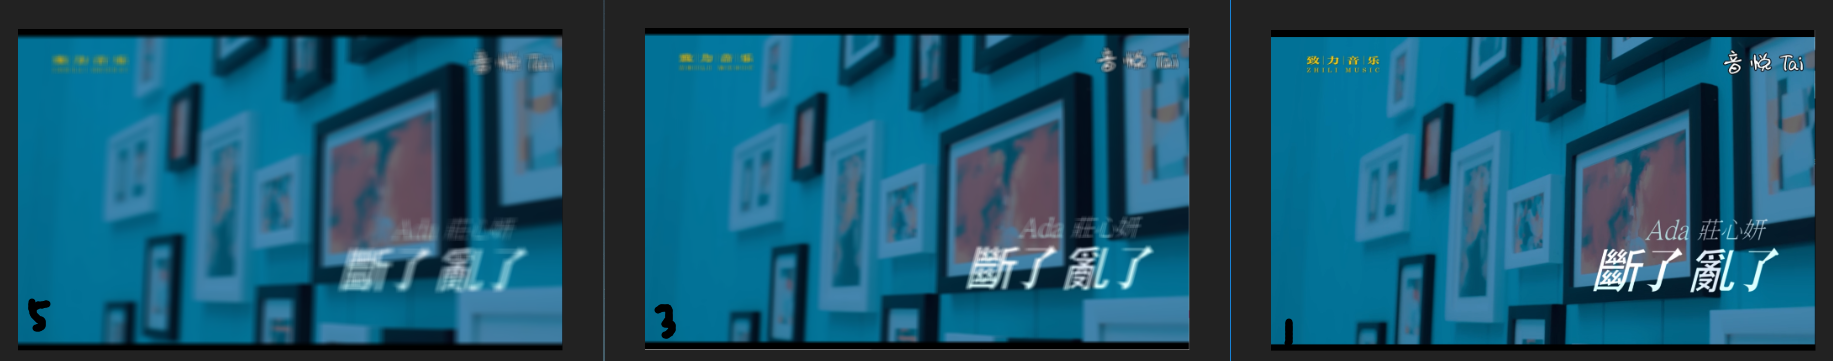 致力音乐
ZHILI MUSIC
音悦 Tai
Ada 莊心妍
斷了 亂了
5
致力音乐
ZHILI MUSIC
音悦 Tai
Ada 莊心妍
斷了 亂了
3
致力音乐
ZHILI MUSIC
音悦 Tai
Ada 莊心妍
斷了 亂了
1